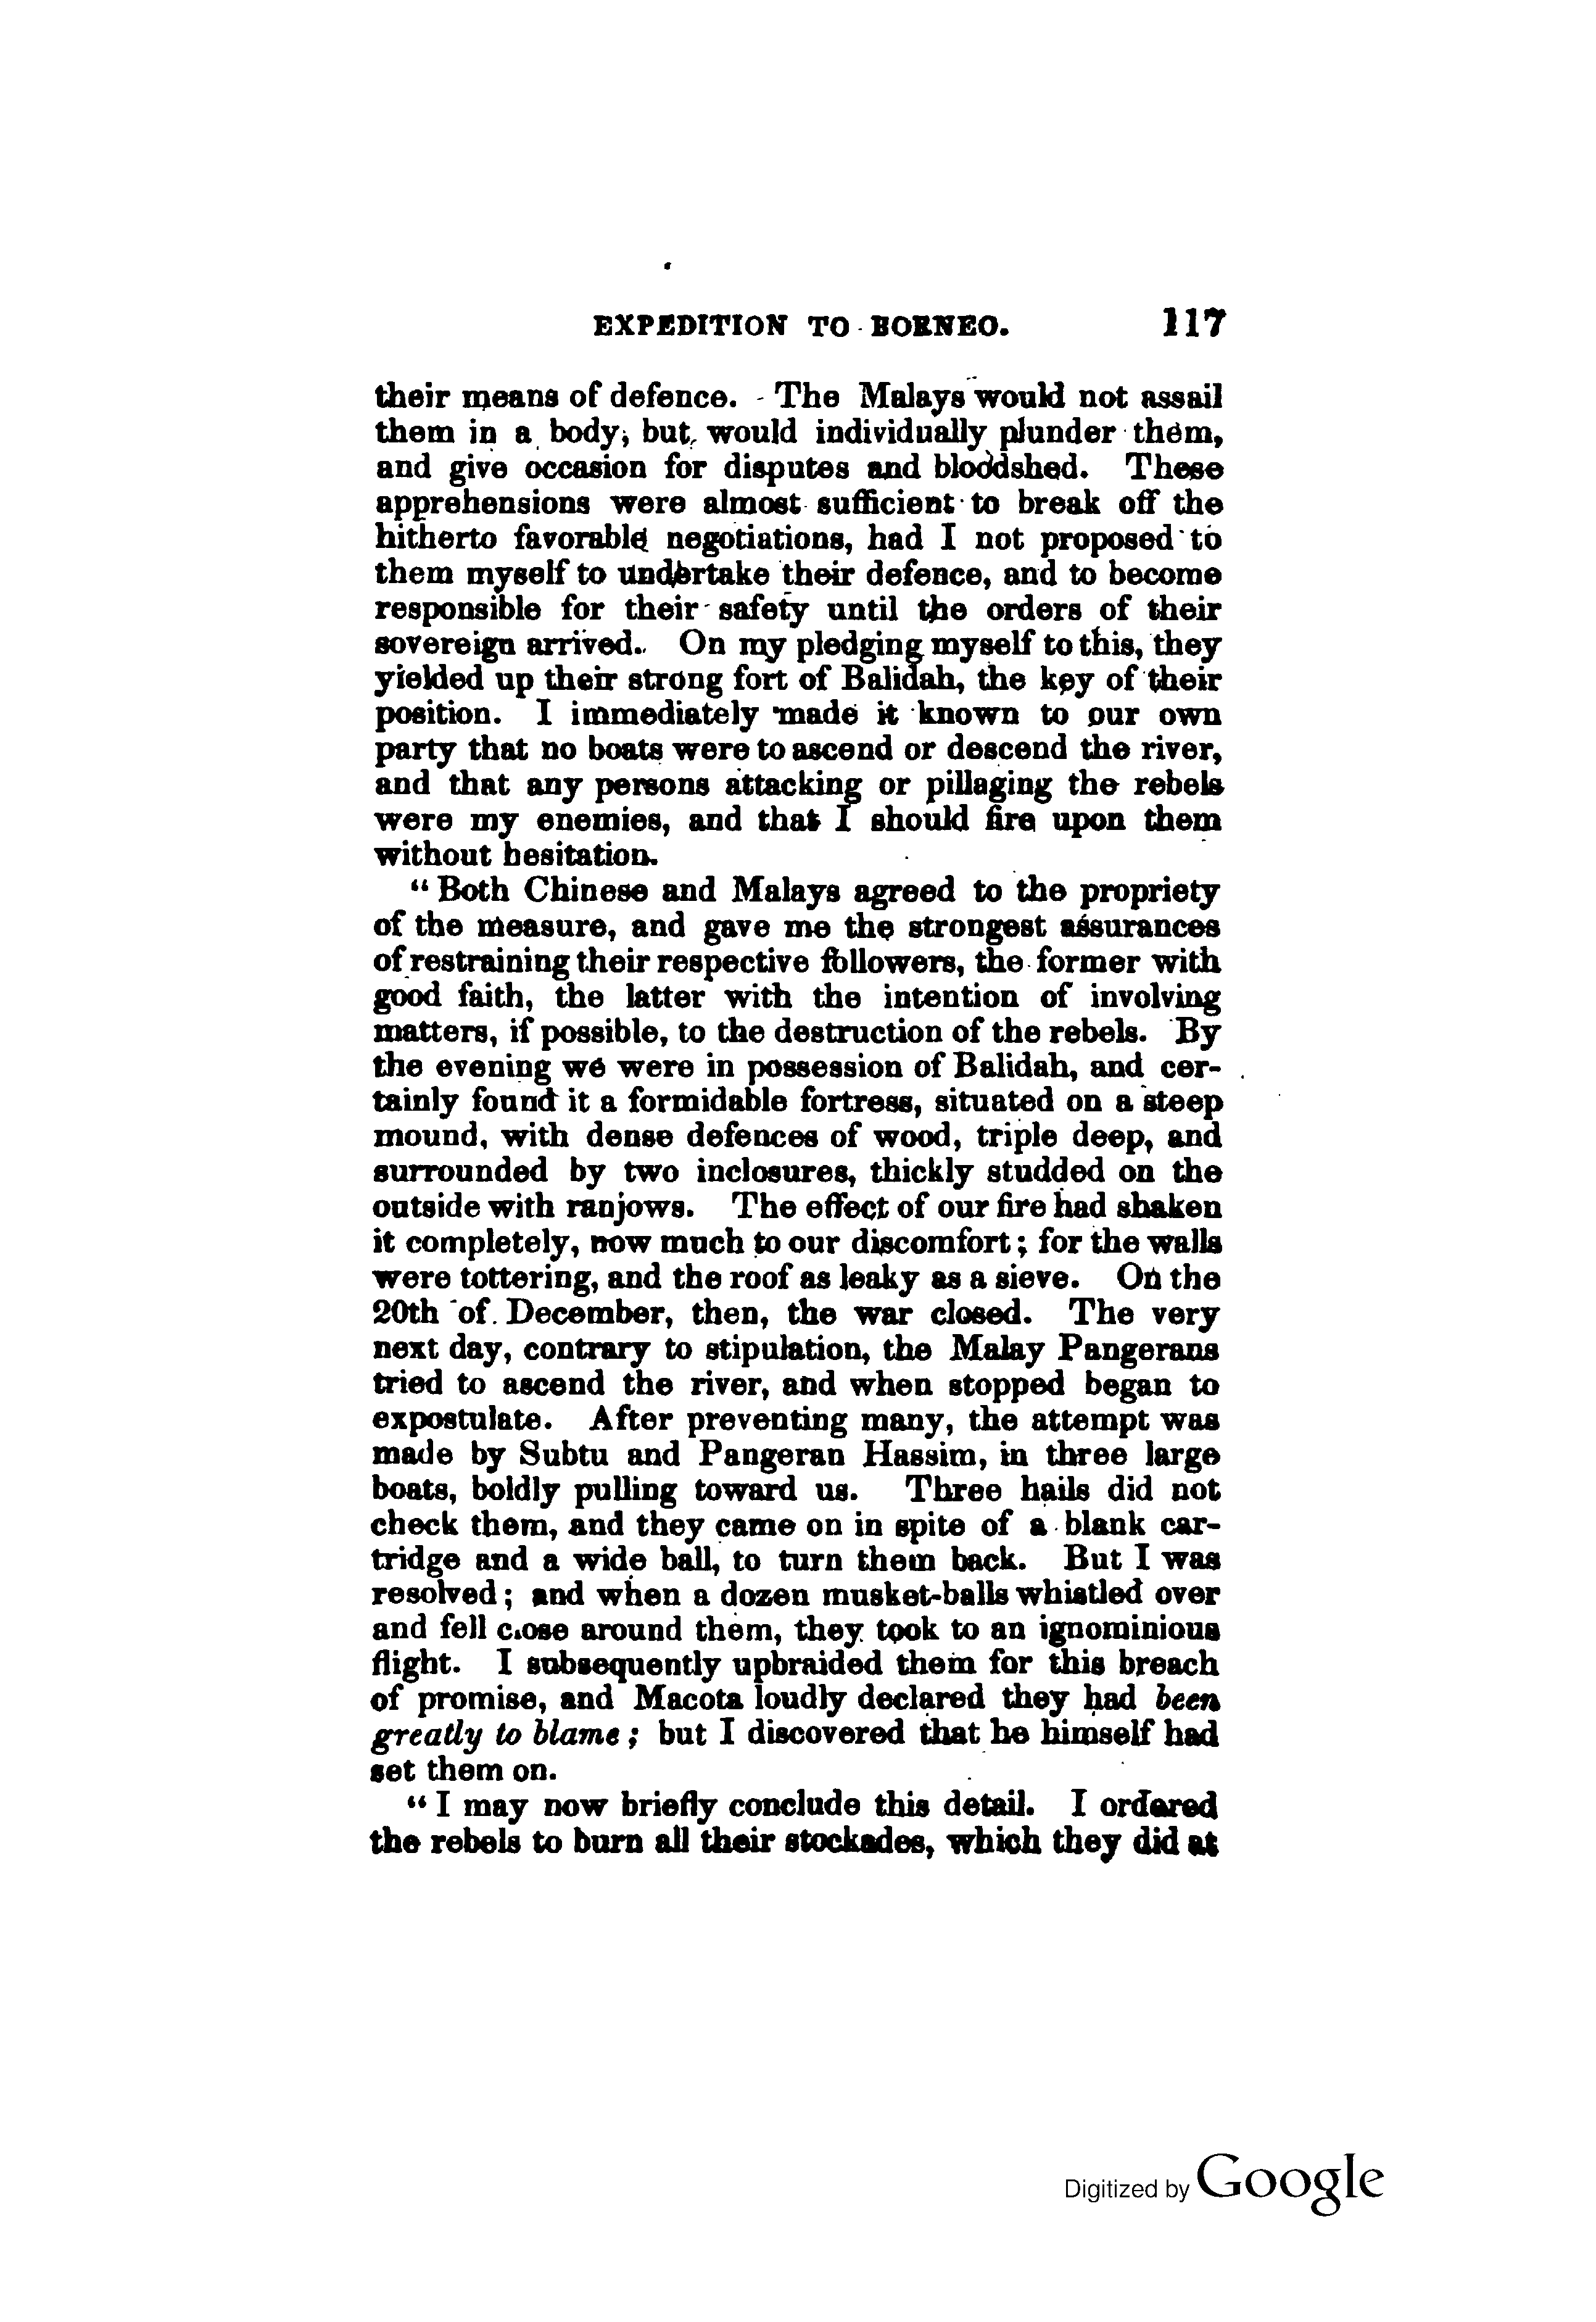 EXPEDITION TO BORNEO. 117
their means of defence. The Malays would not assail
them in a body, but would individually plunder them,
and give occasion for disputes and bloodshed. These
apprehensions were almost sufficient to break off the
hitherto favorable negotiations, had I not proposed to
them myself to undertake their defence, and to become
responsible for their safety until the orders of their
sovereign arrived. On my pledging myself to this, they
yielded up their strong fort of Balidah, the key of their
position. I immediately made it known to our own
party that no boats were to ascend or descend the river,
and that any persons attacking or pillaging the rebels
were my enemies, and that I should fire upon them
without hesitation.
“Both Chinese and Malays agreed to the propriety
of the measure, and gave me the strongest assurances
of restraining their respective followers, the former with
good faith, the latter with the intention of involving
matters, if possible, to the destruction of the rebels. By
the evening we were in possession of Balidah, and cer-
tainly found it a formidable fortress, situated on a steep
mound, with dense defences of wood, triple deep, and
surrounded by two inclosures, thickly studded on the
outside with ranjows. The effect of our fire had shaken
it completely, now much to our discomfort; for the walls
were tottering, and the roof as leaky as a sieve. On the
20th of December, then, the war closed. The very
next day, contrary to stipulation, the Malay Pangerans
tried to ascend the river, and when stopped began to
expostulate. After preventing many, the attempt was
made by Subtu and Pangeran Hassim, in three large
boats, boldly pulling toward us. Three hails did not
check them, and they came on in spite of a blank car-
tridge and a wide ball, to turn them back. But I was
resolved; and when a dozen musket-balls whistled over
and fell close around them, they took to an ignominious
flight. I subsequently upbraided them for this breach
of promise, and Macota loudly declared they had been
greatly to blame; but I discovered that he himself had
set them on.
“I may now briefly conclude this detail. I ordered
the rebels to burn all their stockades, which they did at
Digitized by Google